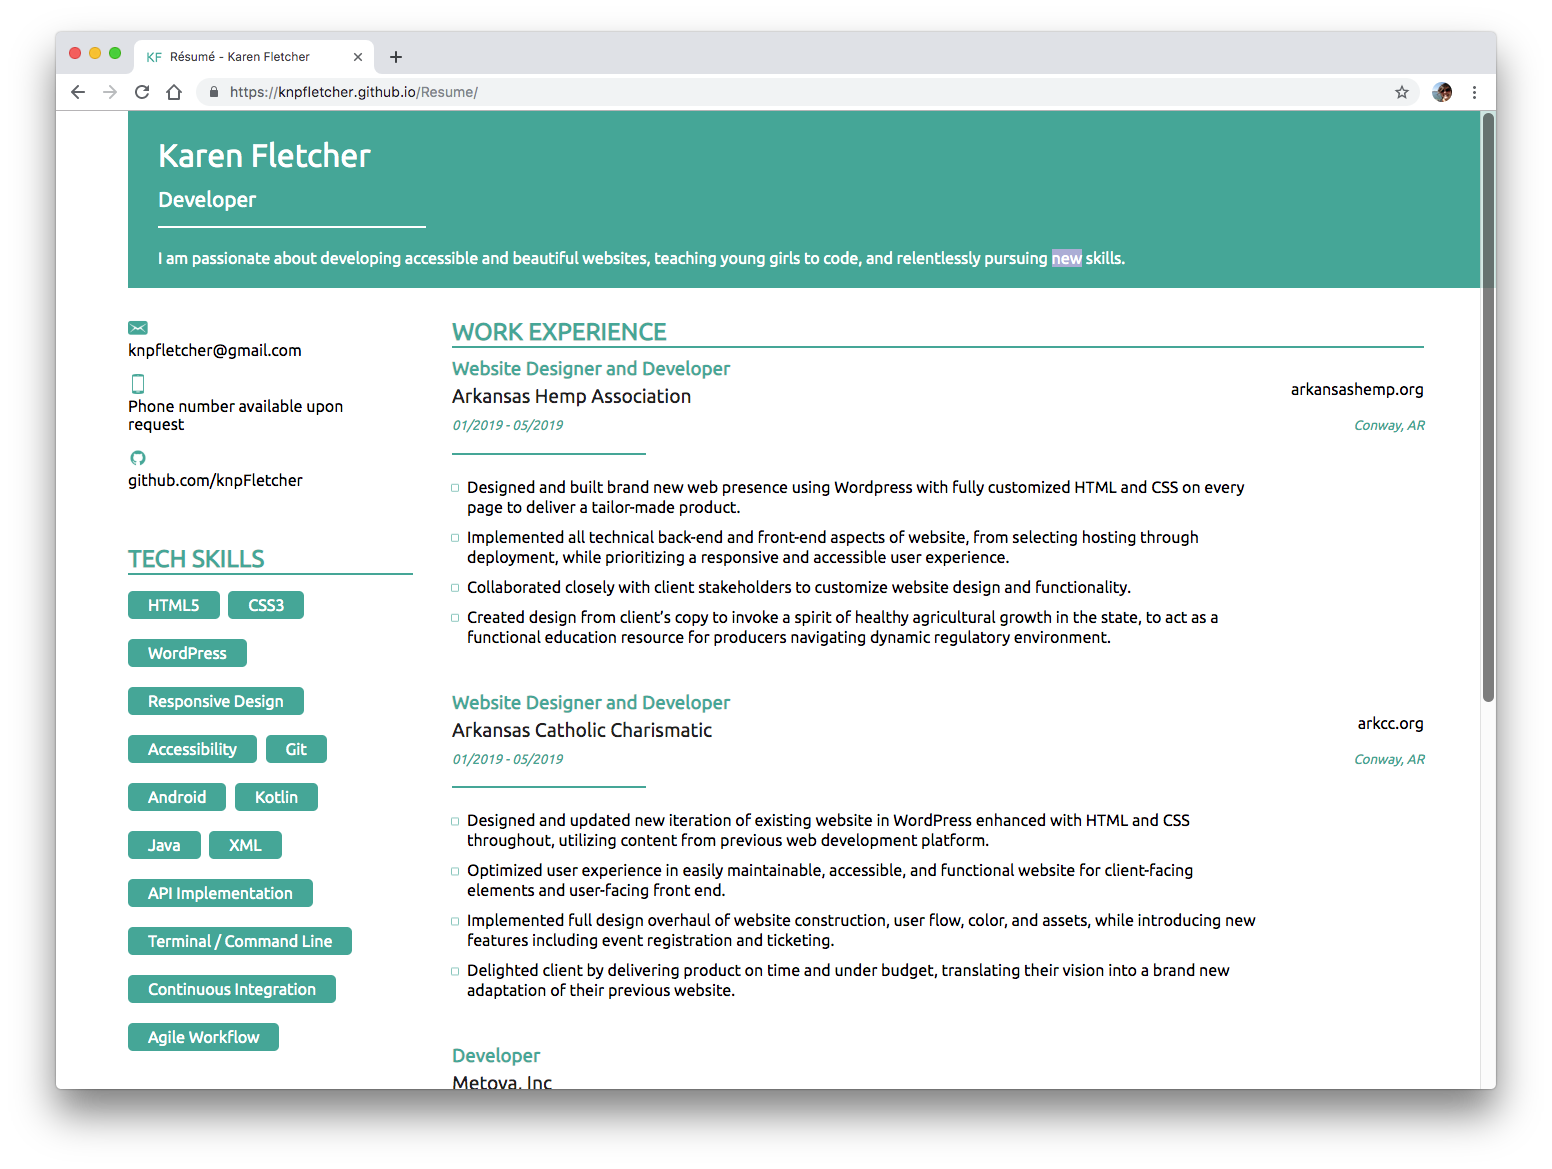 KF Résumé - Karen Fletcher
https://knpfletcher.github.io/Resume/
Karen Fletcher
Developer
I am passionate about developing accessible and beautiful websites, teaching young girls to code, and relentlessly pursuing new skills.
knpfletcher@gmail.com
Phone number available upon
request
github.com/knpFletcher
TECH SKILLS
HTML5 CSS3
WordPress
Responsive Design
Accessibility Git
Android Kotlin
Java XML
API Implementation
Terminal / Command Line
Continuous Integration
Agile Workflow
WORK EXPERIENCE
Website Designer and Developer
Arkansas Hemp Association
arkansashemp.org
01/2019 - 05/2019
Conway, AR
Designed and built brand new web presence using Wordpress with fully customized HTML and CSS on every
page to deliver a tailor-made product.
Implemented all technical back-end and front-end aspects of website, from selecting hosting through
deployment, while prioritizing a responsive and accessible user experience.
Collaborated closely with client stakeholders to customize website design and functionality.
Created design from client’s copy to invoke a spirit of healthy agricultural growth in the state, to act as a
functional education resource for producers navigating dynamic regulatory environment.
Website Designer and Developer
Arkansas Catholic Charismatic
arkcc.org
01/2019 - 05/2019
Conway, AR
Designed and updated new iteration of existing website in WordPress enhanced with HTML and CSS
throughout, utilizing content from previous web development platform.
Optimized user experience in easily maintainable, accessible, and functional website for client-facing
elements and user-facing front end.
Implemented full design overhaul of website construction, user flow, color, and assets, while introducing new
features including event registration and ticketing.
Delighted client by delivering product on time and under budget, translating their vision into a brand new
adaptation of their previous website.
Developer
Metova, Inc